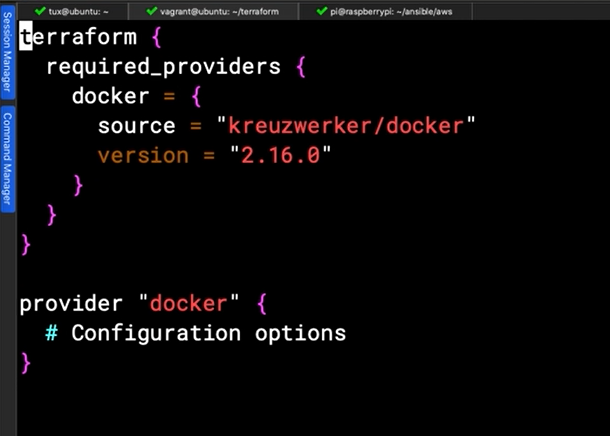 tux@ubuntu: ~
vagrant@ubuntu: ~/terraform
pi@raspberrypi: ~/ansible/aws
Session Manager
Command Manager
terraform {
  required_providers {
    docker = {
      source = "kreuzwerker/docker"
      version = "2.16.0"
    }
  }
}

provider "docker" {
  # Configuration options
}